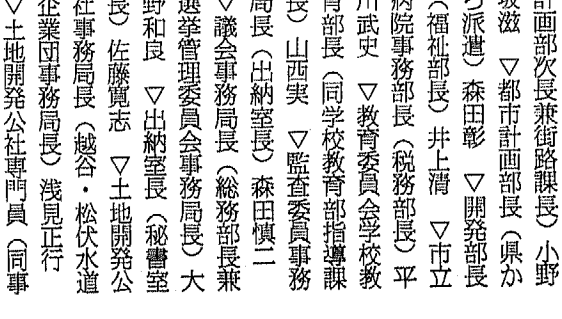 計画部次長兼街路課長）小野
坂滋　▽都市計画部長（県か
ら派遣）森田彰　▽開発部長
（福祉部長）井上清　▽市立
病院事務部長（税務部長）平
川武史　▽教育委員会学校教
育部長（同学校教育部指導課
長）山西実　▽監査委員事務
局長（出納室長）森田慎二
▽議会事務局長（総務部長兼
選挙管理委員会事務局長）大
野和良　▽出納室長（秘書室
長）佐藤寛志　▽土地開発公
社事務局長（越谷・松伏水道
企業団事務局長）浅見正行
▽土地開発公社専門員（同事